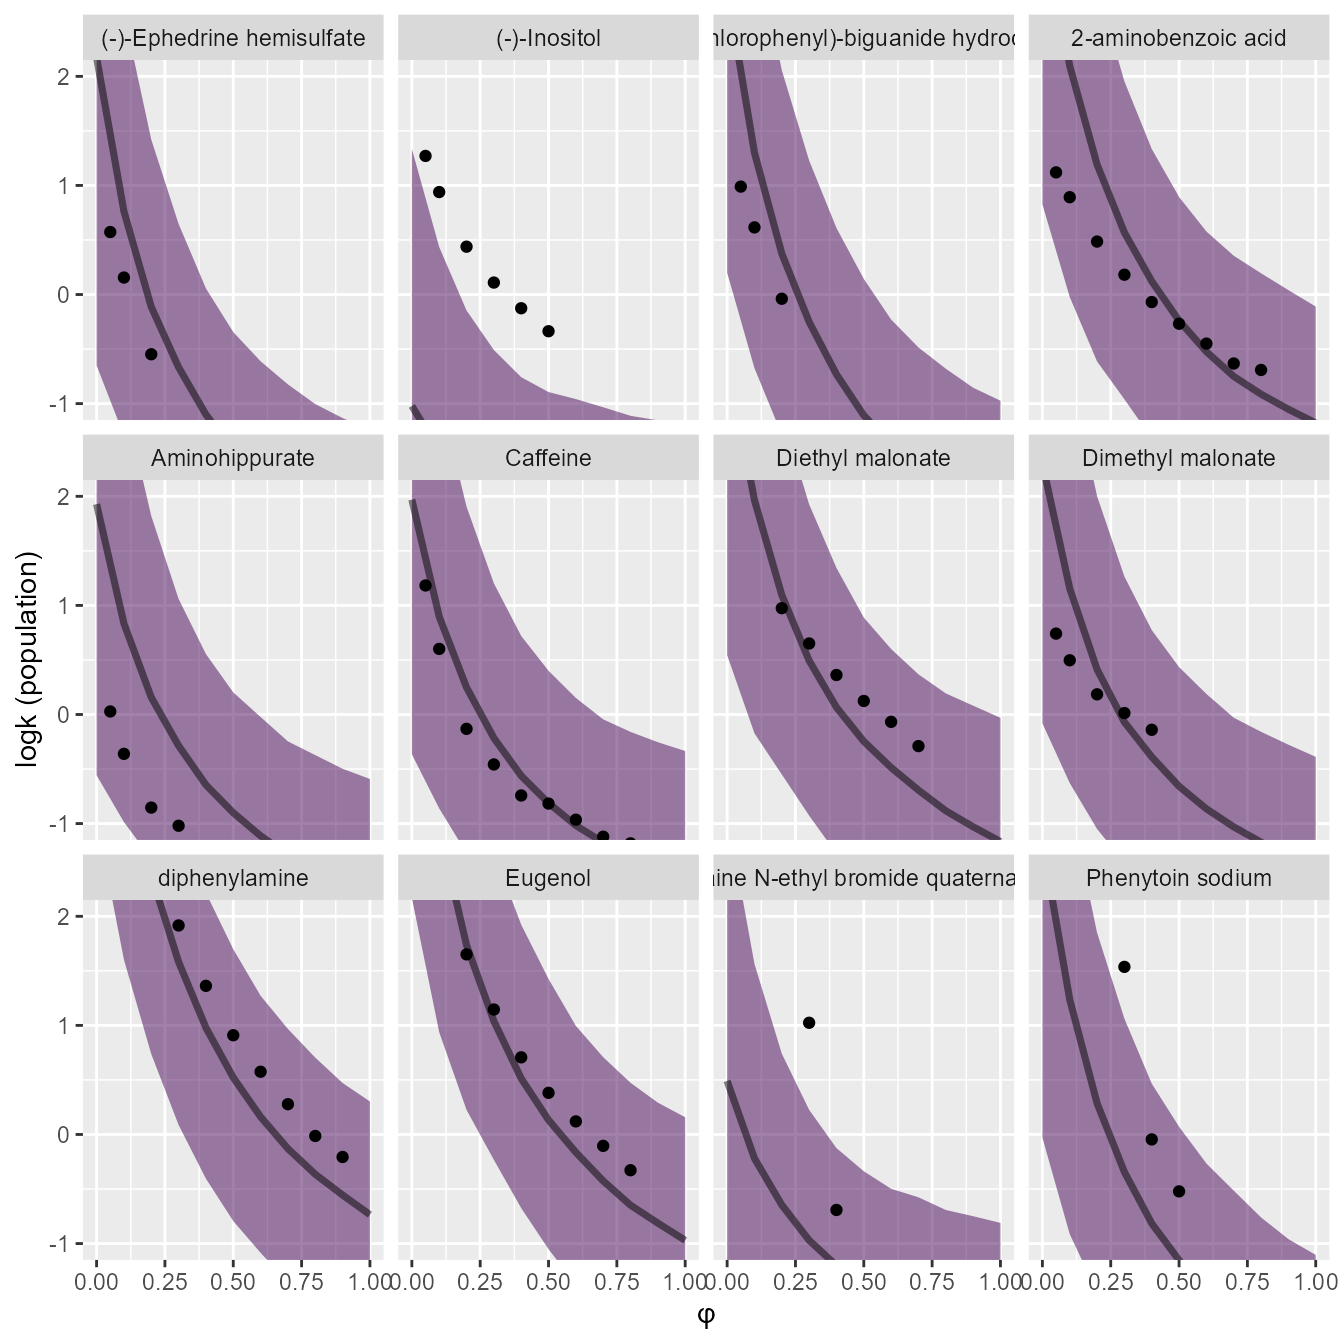 (-)-Ephedrine hemisulfate
(-)-Inositol
hlorophenyl)-biguanide hydroc
2-aminobenzoic acid
2
1
0
-1
Aminohippurate
Caffeine
Diethyl malonate
Dimethyl malonate
2
1
0
-1
logk (population)
diphenylamine
Eugenol
ine N-ethyl bromide quaterna
Phenytoin sodium
2
1
0
-1
0.00 0.25 0.50 0.75 1.00
0.00 0.25 0.50 0.75 1.00
0.00 0.25 0.50 0.75 1.00
0.00 0.25 0.50 0.75 1.00
φ